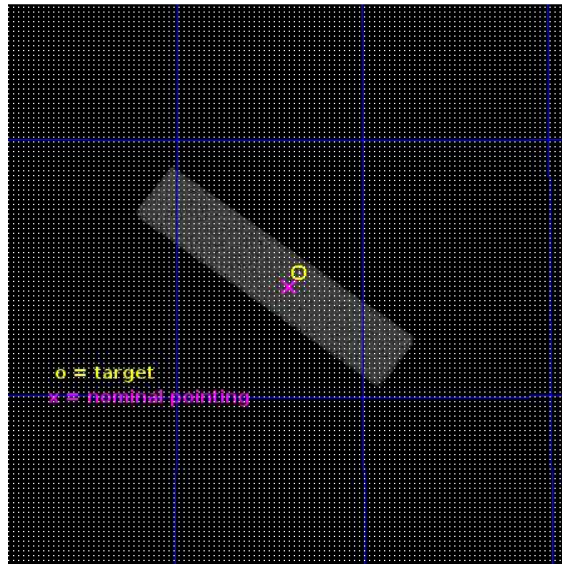 o = target
x = nominal pointing